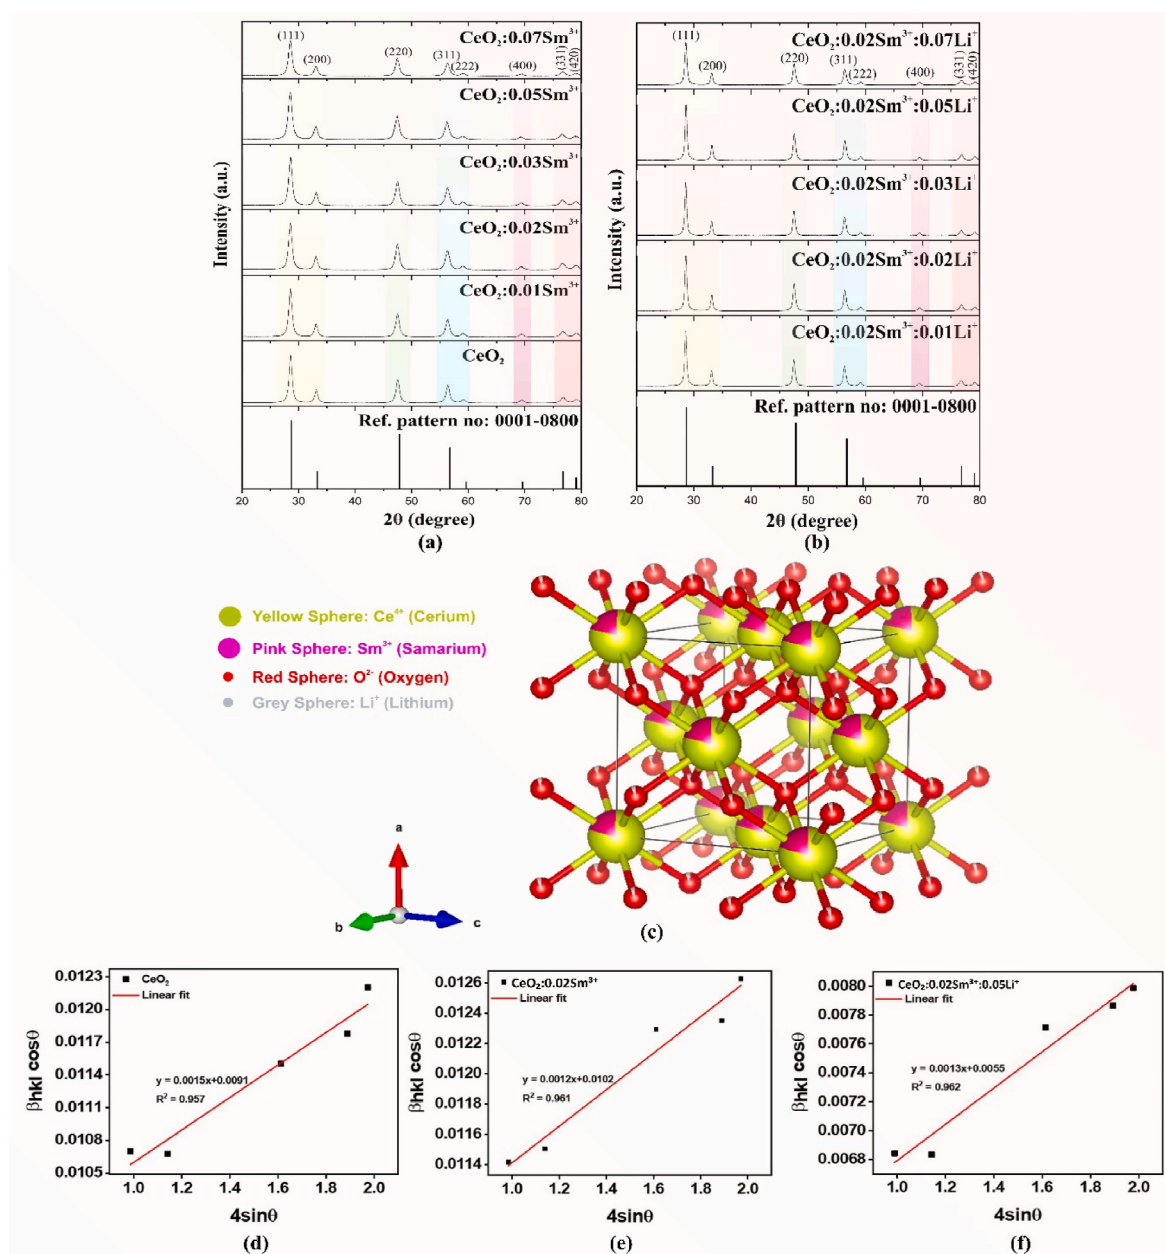 CeO₂:0.07Sm³⁺
(111)
(200)
(220)
(311)
(222)
(400)
(331)
(420)
CeO₂:0.05Sm³⁺
CeO₂:0.03Sm³⁺
CeO₂:0.02Sm³⁺
CeO₂:0.01Sm³⁺
CeO₂
Ref. pattern no: 0001-0800
Intensity (a.u.)
20 30 40 50 60 70 80
2θ (degree)
(a)
CeO₂:0.02Sm³⁺:0.07Li⁺
(111)
(200)
(220)
(311)
(222)
(400)
(331)
(420)
CeO₂:0.02Sm³⁺:0.05Li⁺
CeO₂:0.02Sm³⁺:0.03Li⁺
CeO₂:0.02Sm³⁺:0.02Li⁺
CeO₂:0.02Sm³⁺:0.01Li⁺
Ref. pattern no: 0001-0800
Intensity (a.u.)
20 30 40 50 60 70 80
2θ (degree)
(b)
Yellow Sphere: Ce⁴⁺ (Cerium)
Pink Sphere: Sm³⁺ (Samarium)
Red Sphere: O²⁻ (Oxygen)
Grey Sphere: Li⁺ (Lithium)
a
b
c
(c)
0.0123
0.0120
0.0117
0.0114
0.0111
0.0108
0.0105
βhkl cosθ
CeO₂
Linear fit
y = 0.0015x+0.0091
R² = 0.957
1.0 1.2 1.4 1.6 1.8 2.0
4sinθ
(d)
0.0126
0.0124
0.0122
0.0120
0.0118
0.0116
0.0114
βhkl cosθ
CeO₂:0.02Sm³⁺
Linear fit
y = 0.0012x+0.0102
R² = 0.961
1.0 1.2 1.4 1.6 1.8 2.0
4sinθ
(e)
0.0080
0.0078
0.0076
0.0074
0.0072
0.0070
0.0068
βhkl cosθ
CeO₂:0.02Sm³⁺:0.05Li⁺
Linear fit
y = 0.0013x+0.0055
R² = 0.962
1.0 1.2 1.4 1.6 1.8 2.0
4sinθ
(f)